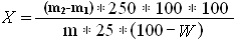 X = (m₂-m₁)*250*100*100 / m*25*(100-W)